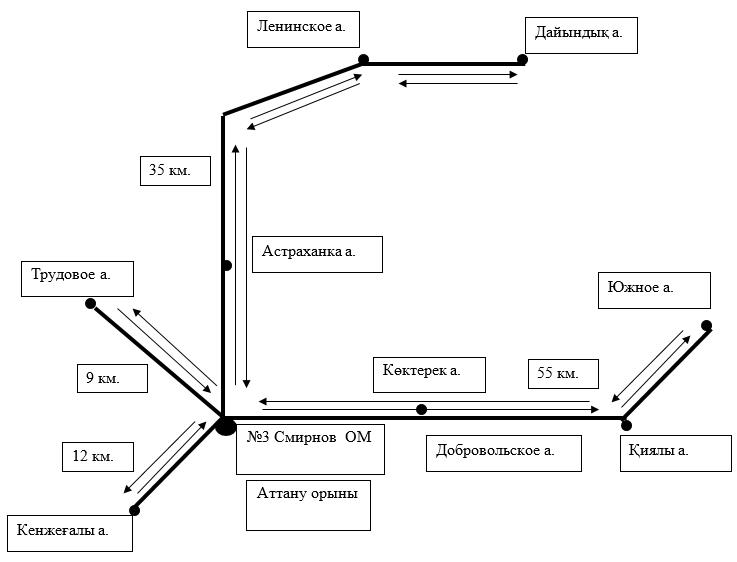 Ленинское а.
Дайындық а.
35 км.
Астраханка а.
Трудовое а.
Южное а.
9 км.
Көктерек а.
55 км.
12 км.
№3 Смирнов ОМ
Добровольское а.
Қиялы а.
Аттану орыны
Кенжеғалы а.